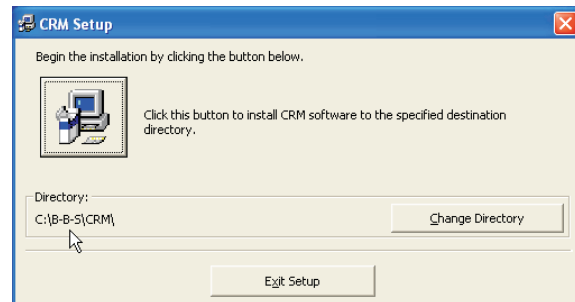 CRM Setup
Begin the installation by clicking the button below.
Click this button to install CRM software to the specified destination
directory.
Directory:
C:\B-B-S\CRM\
Change Directory
Exit Setup